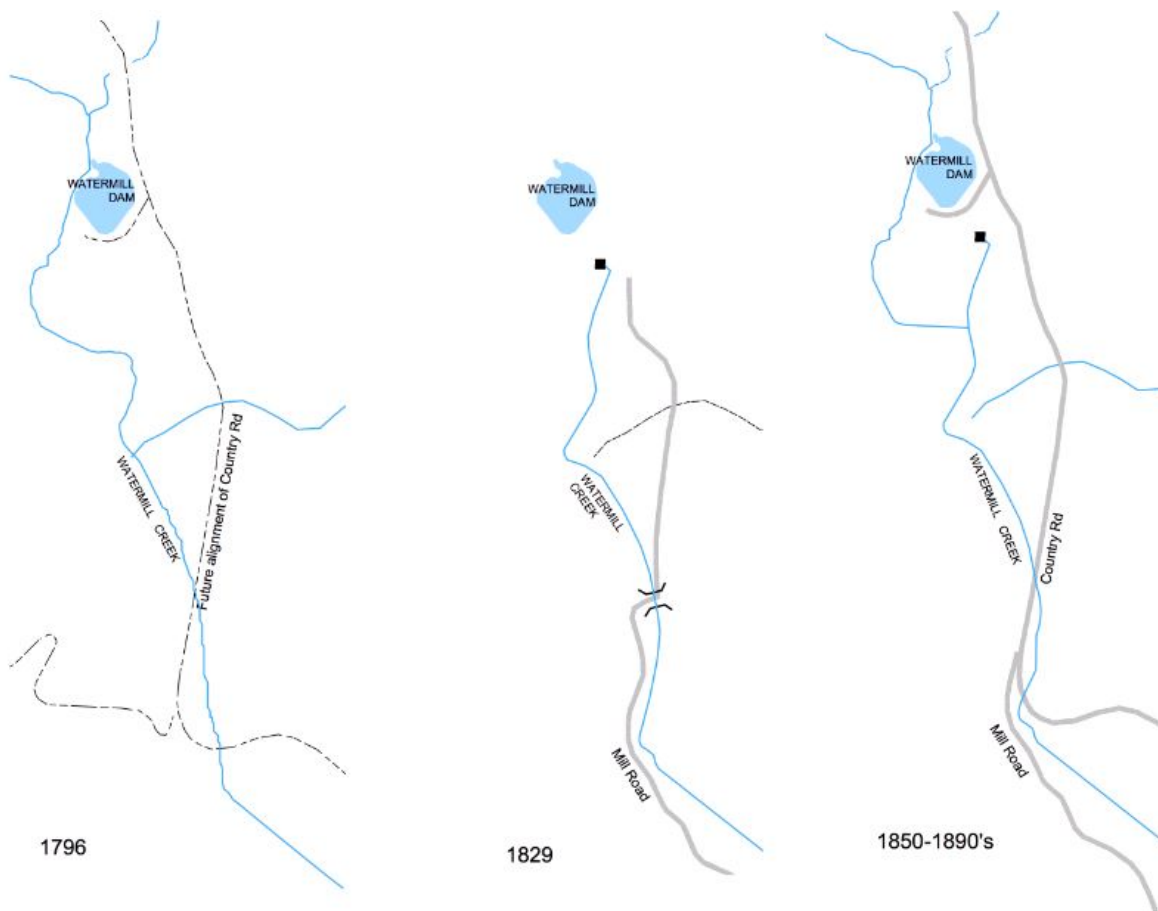 WATERMILL
DAM
WATERMILL CREEK
Future alignment of Country Rd
1796
WATERMILL
DAM
WATERMILL
CREEK
Mill Road
1829
WATERMILL
DAM
WATERMILL CREEK
Country Rd
Mill Road
1850-1890's